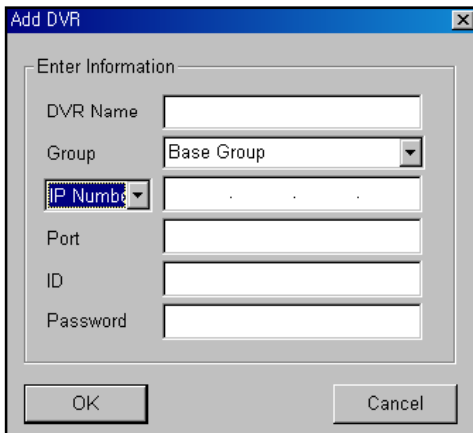 Add DVR
Enter Information
DVR Name
Group Base Group
IP Numbe . . .
Port
ID
Password
OK Cancel